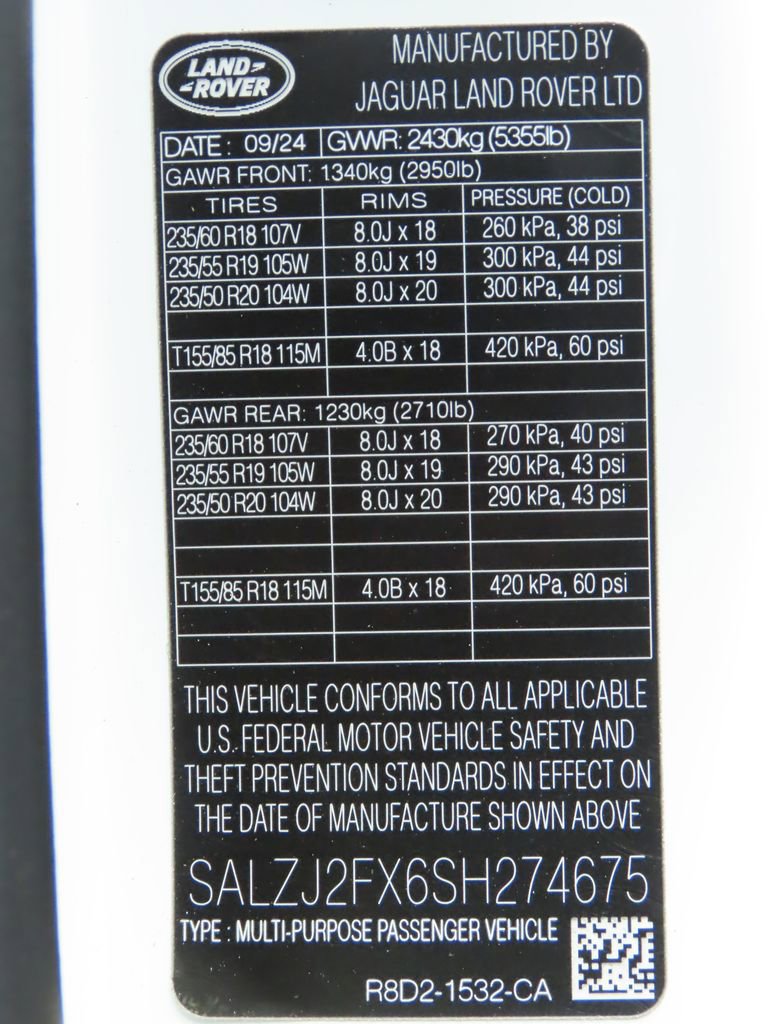 LAND-
-ROVER
MANUFACTURED BY
JAGUAR LAND ROVER LTD
DATE: 09/24 GVWR: 2430kg (5355lb)
GAWR FRONT: 1340kg (2950lb)
TIRES RIMS PRESSURE (COLD)
235/60 R18 107V 8.0J x 18 260 kPa, 38 psi
235/55 R19 105W 8.0J x 19 300 kPa, 44 psi
235/50 R20 104W 8.0J x 20 300 kPa, 44 psi
T155/85 R18 115M 4.0B x 18 420 kPa, 60 psi
GAWR REAR: 1230kg (2710lb)
235/60 R18 107V 8.0J x 18 270 kPa, 40 psi
235/55 R19 105W 8.0J x 19 290 kPa, 43 psi
235/50 R20 104W 8.0J x 20 290 kPa, 43 psi
T155/85 R18 115M 4.0B x 18 420 kPa, 60 psi
THIS VEHICLE CONFORMS TO ALL APPLICABLE
U.S. FEDERAL MOTOR VEHICLE SAFETY AND
THEFT PREVENTION STANDARDS IN EFFECT ON
THE DATE OF MANUFACTURE SHOWN ABOVE
SALZJ2FX6SH274675
TYPE : MULTI-PURPOSE PASSENGER VEHICLE
R8D2-1532-CA